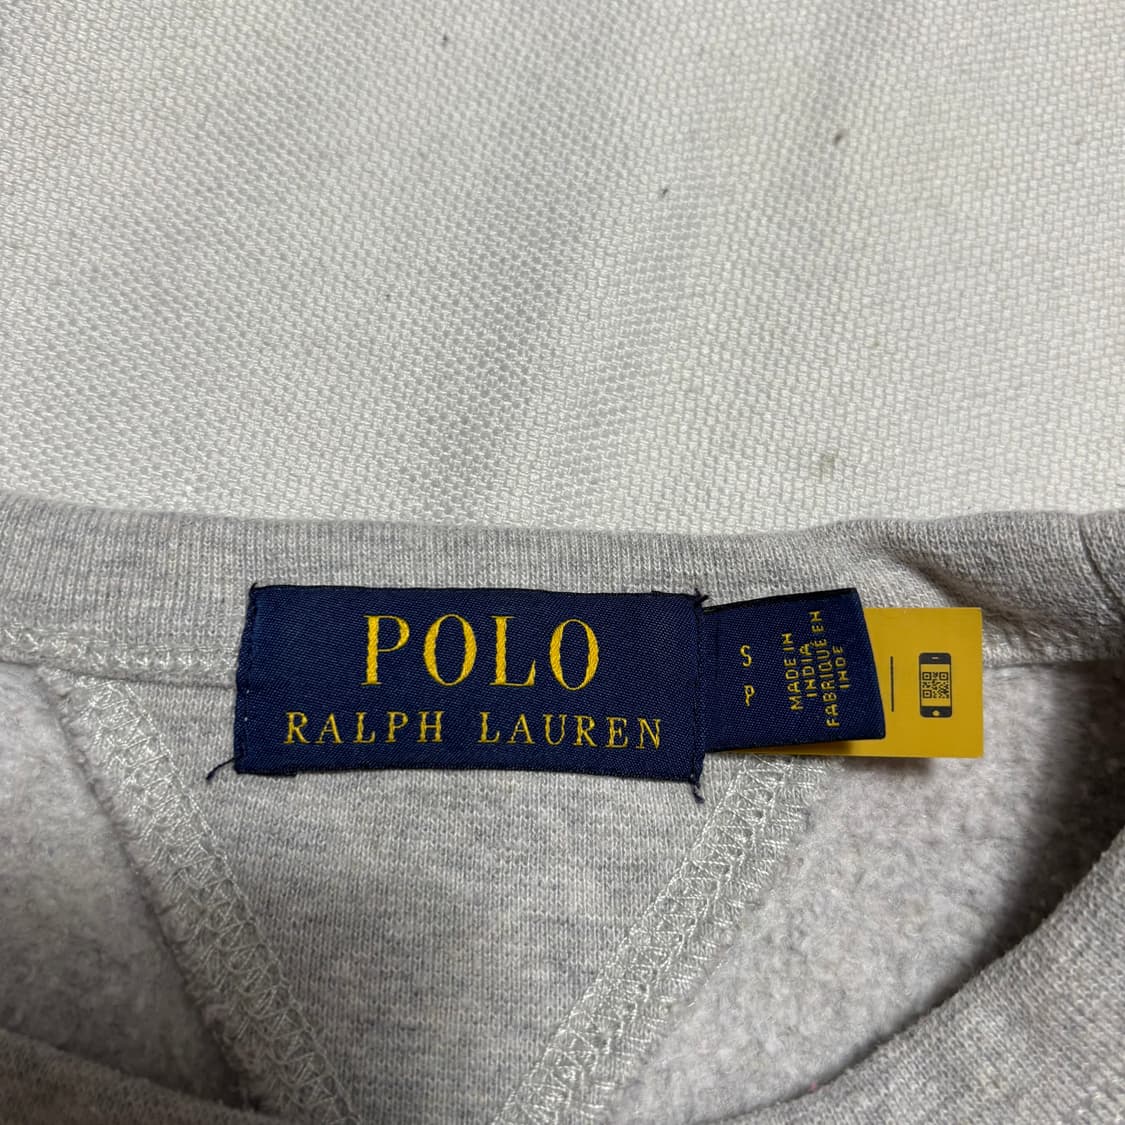 POLO
RALPH LAUREN
S
P
MADE IN
INDIA
FABRIQUÉ EN
INDE